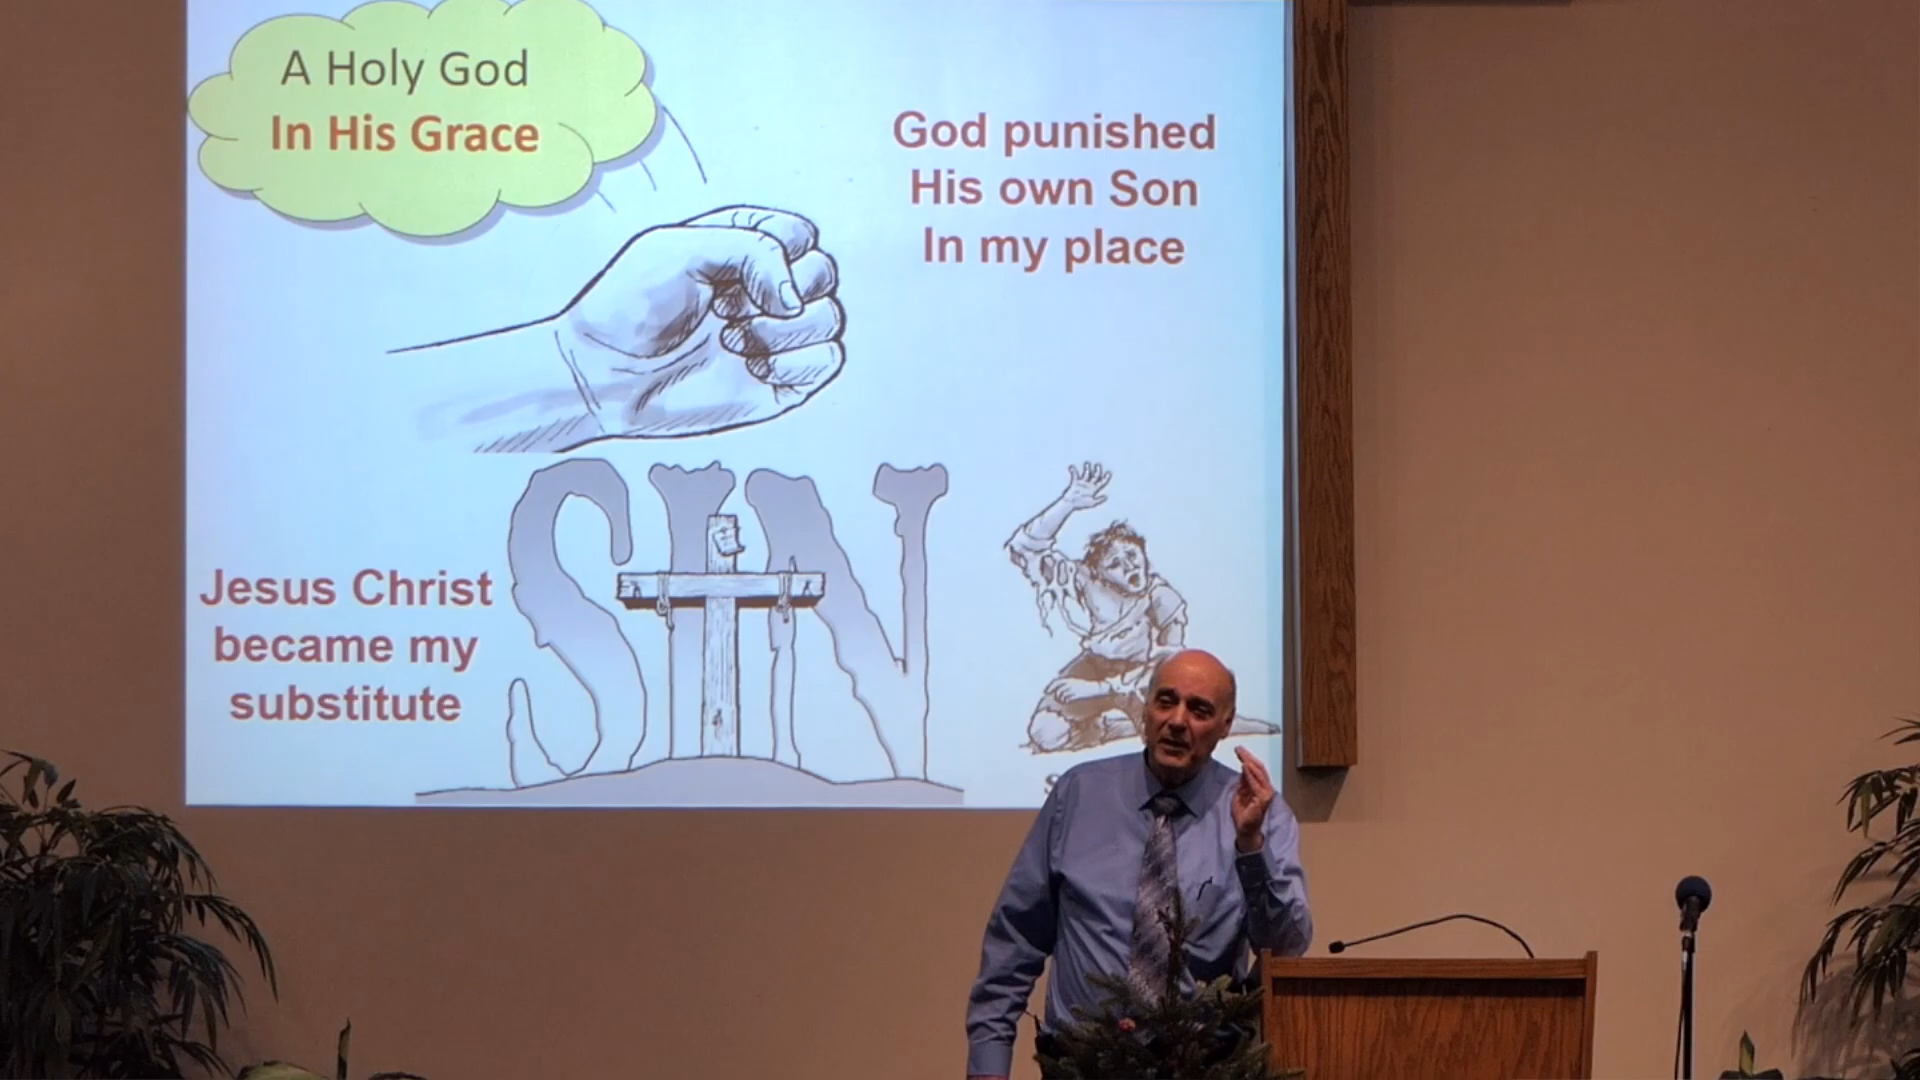 A Holy God
In His Grace
God punished
His own Son
In my place
SIN
Jesus Christ
became my
substitute